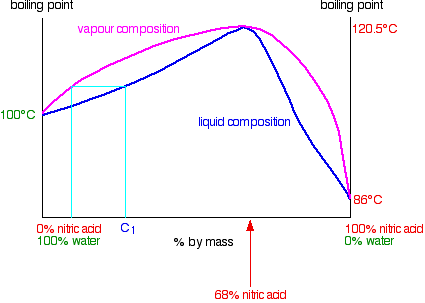 boiling point
boiling point
vapour composition
120.5°C
100°C
liquid composition
86°C
0% nitric acid
100% water
C1
% by mass
100% nitric acid
0% water
68% nitric acid